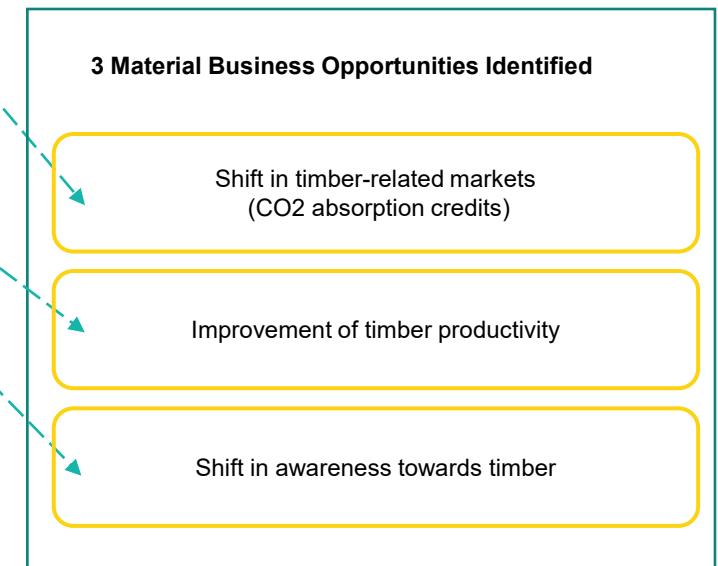 3 Material Business Opportunities Identified
Shift in timber-related markets
(CO2 absorption credits)
Improvement of timber productivity
Shift in awareness towards timber